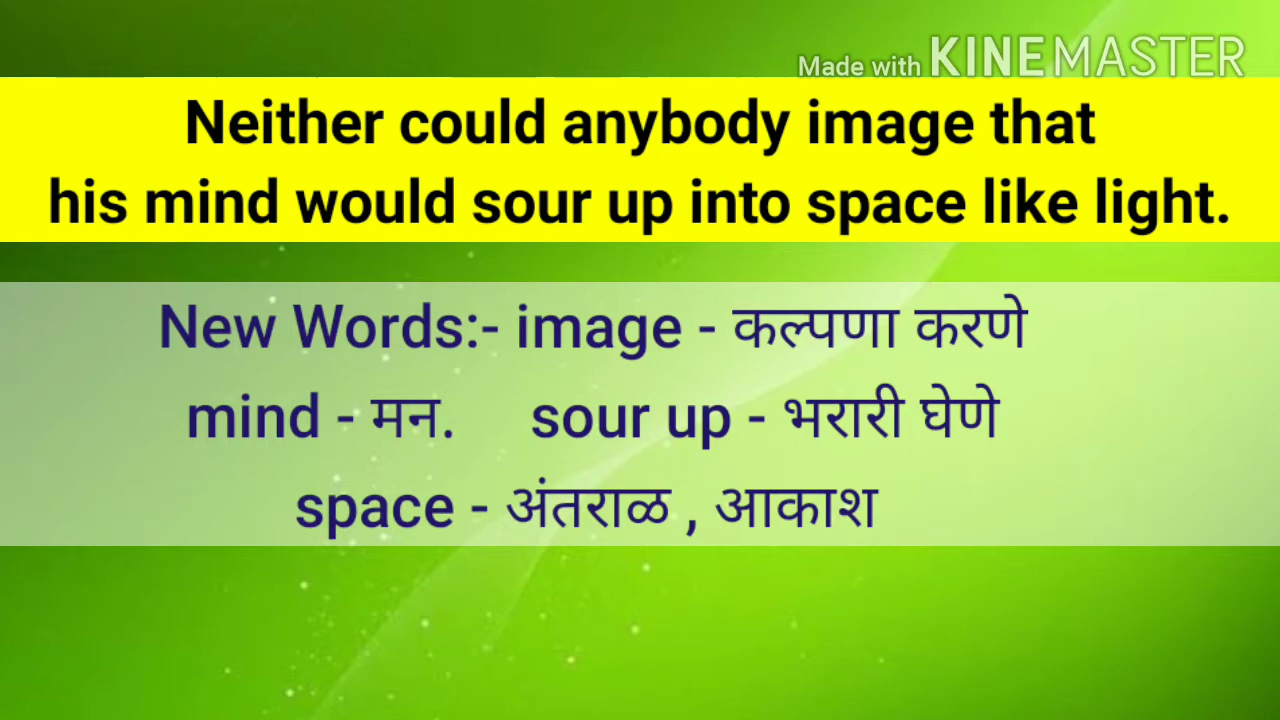 Made with KINEMASTER
Neither could anybody image that
his mind would sour up into space like light.
New Words:- image - कल्पणा करणे
mind - मन. sour up - भरारी घेणे
space - अंतराळ , आकाश